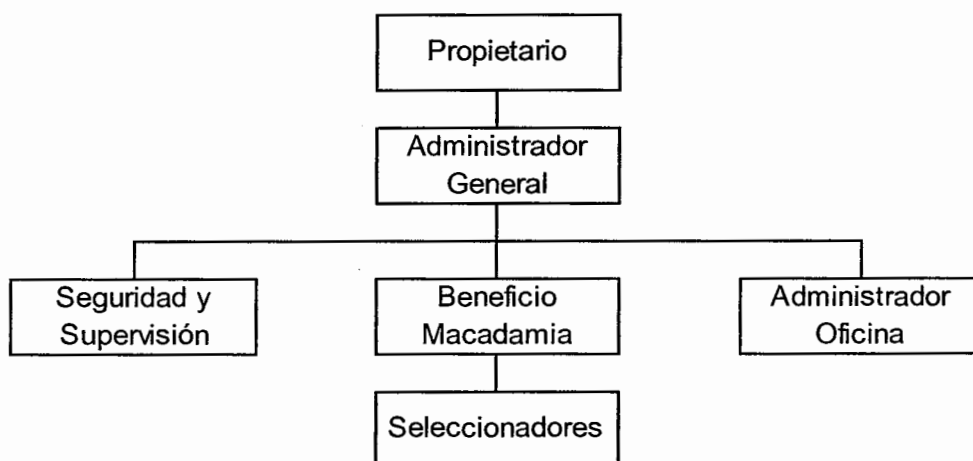 Propietario
Administrador
General
Seguridad y
Supervisión
Beneficio
Macadamia
Administrador
Oficina
Seleccionadores